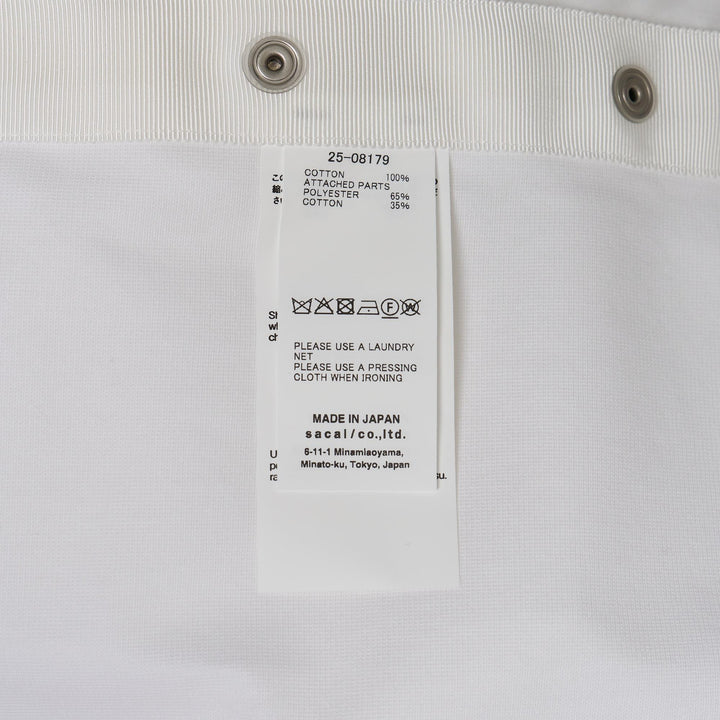 25-08179
COTTON 100%
ATTACHED PARTS
POLYESTER 65%
COTTON 35%
F W
PLEASE USE A LAUNDRY
NET
PLEASE USE A PRESSING
CLOTH WHEN IRONING
MADE IN JAPAN
sacai/co.,ltd.
6-11-1 Minamiaoyama,
Minato-ku, Tokyo, Japan